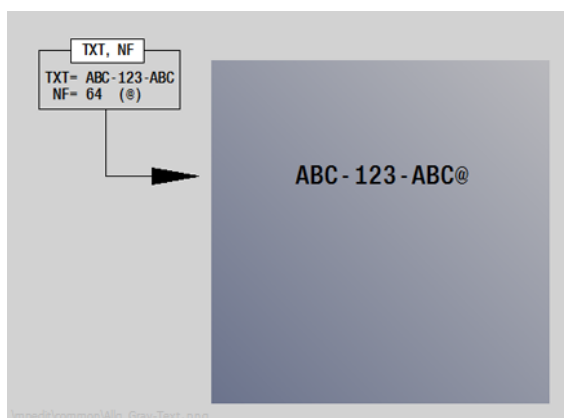 TXT, NF
TXT= ABC-123-ABC
NF= 64 (@)
ABC-123-ABC@